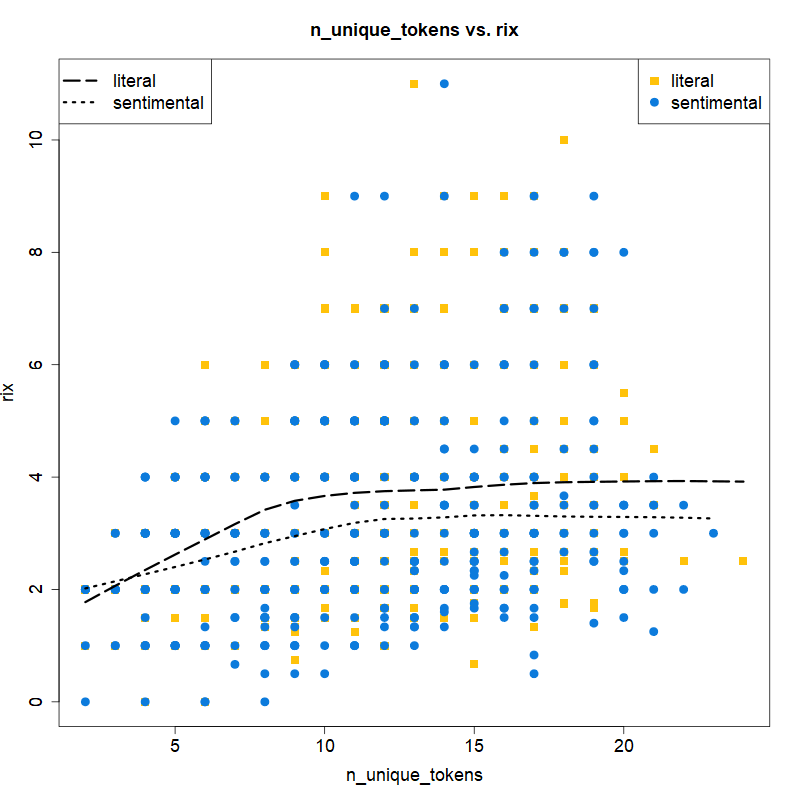 n_unique_tokens vs. rix
literal
sentimental
literal
sentimental
10
8
6
4
2
0
rix
5
10
15
20
n_unique_tokens